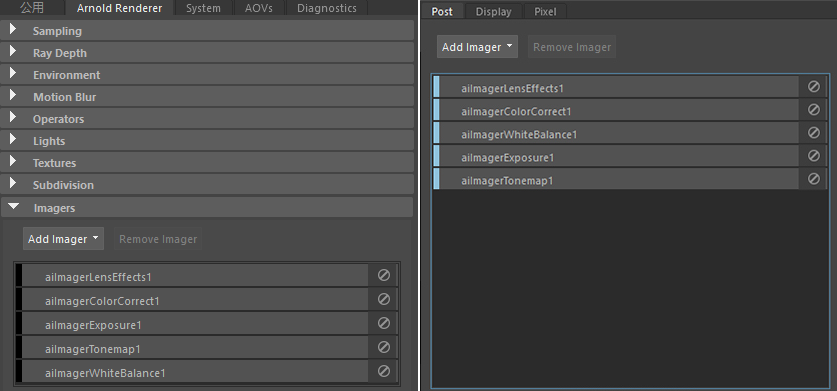 公用 Arnold Renderer System AOVs Diagnostics
Sampling
Ray Depth
Environment
Motion Blur
Operators
Lights
Textures
Subdivision
Imagers
Add Imager Remove Imager
aiImagerLensEffects1
aiImagerColorCorrect1
aiImagerExposure1
aiImagerTonemap1
aiImagerWhiteBalance1
Post Display Pixel
Add Imager Remove Imager
aiImagerLensEffects1
aiImagerColorCorrect1
aiImagerWhiteBalance1
aiImagerExposure1
aiImagerTonemap1